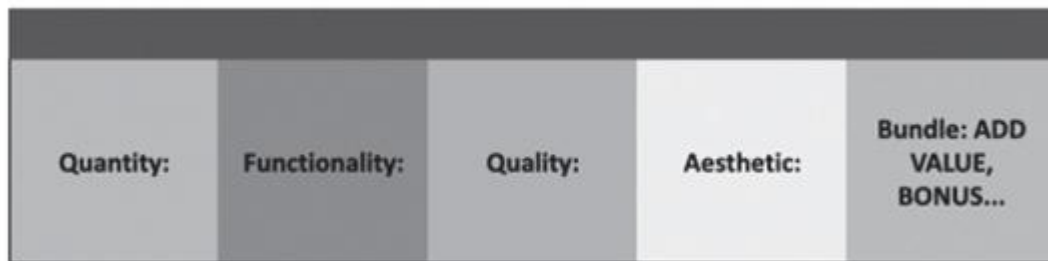 Quantity:
Functionality:
Quality:
Aesthetic:
Bundle: ADD
VALUE,
BONUS...